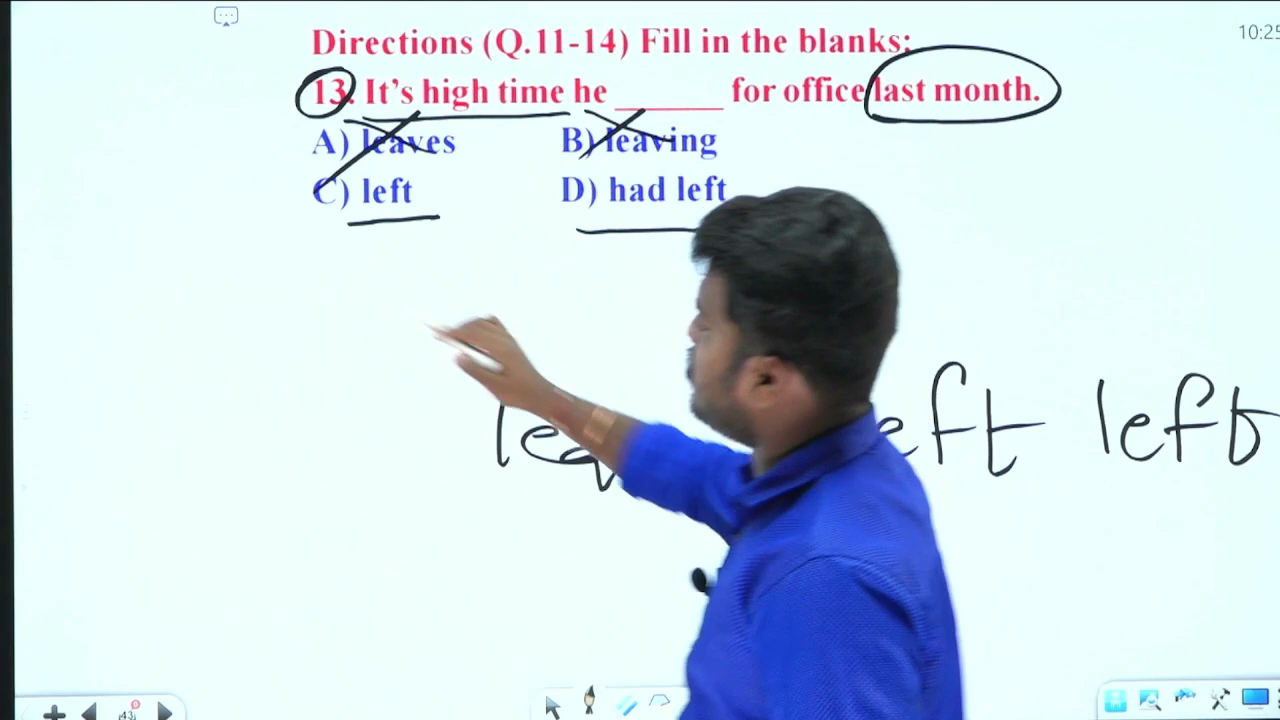 10:25
Directions (Q.11-14) Fill in the blanks:
13. It's high time he ______ for office last month.
A) leaves B) leaving
C) left D) had left
left
43